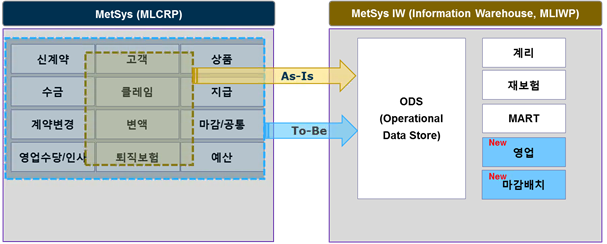 MetSys (MLCRP)
MetSys IW (Information Warehouse, MLIWP)
신계약 고객 상품
수금 클레임 지급
계약변경 변액 마감/공통
영업수당/인사 퇴직보험 예산
As-Is
To-Be
ODS
(Operational
Data Store)
계리
재보험
MART
New
영업
New
마감배치